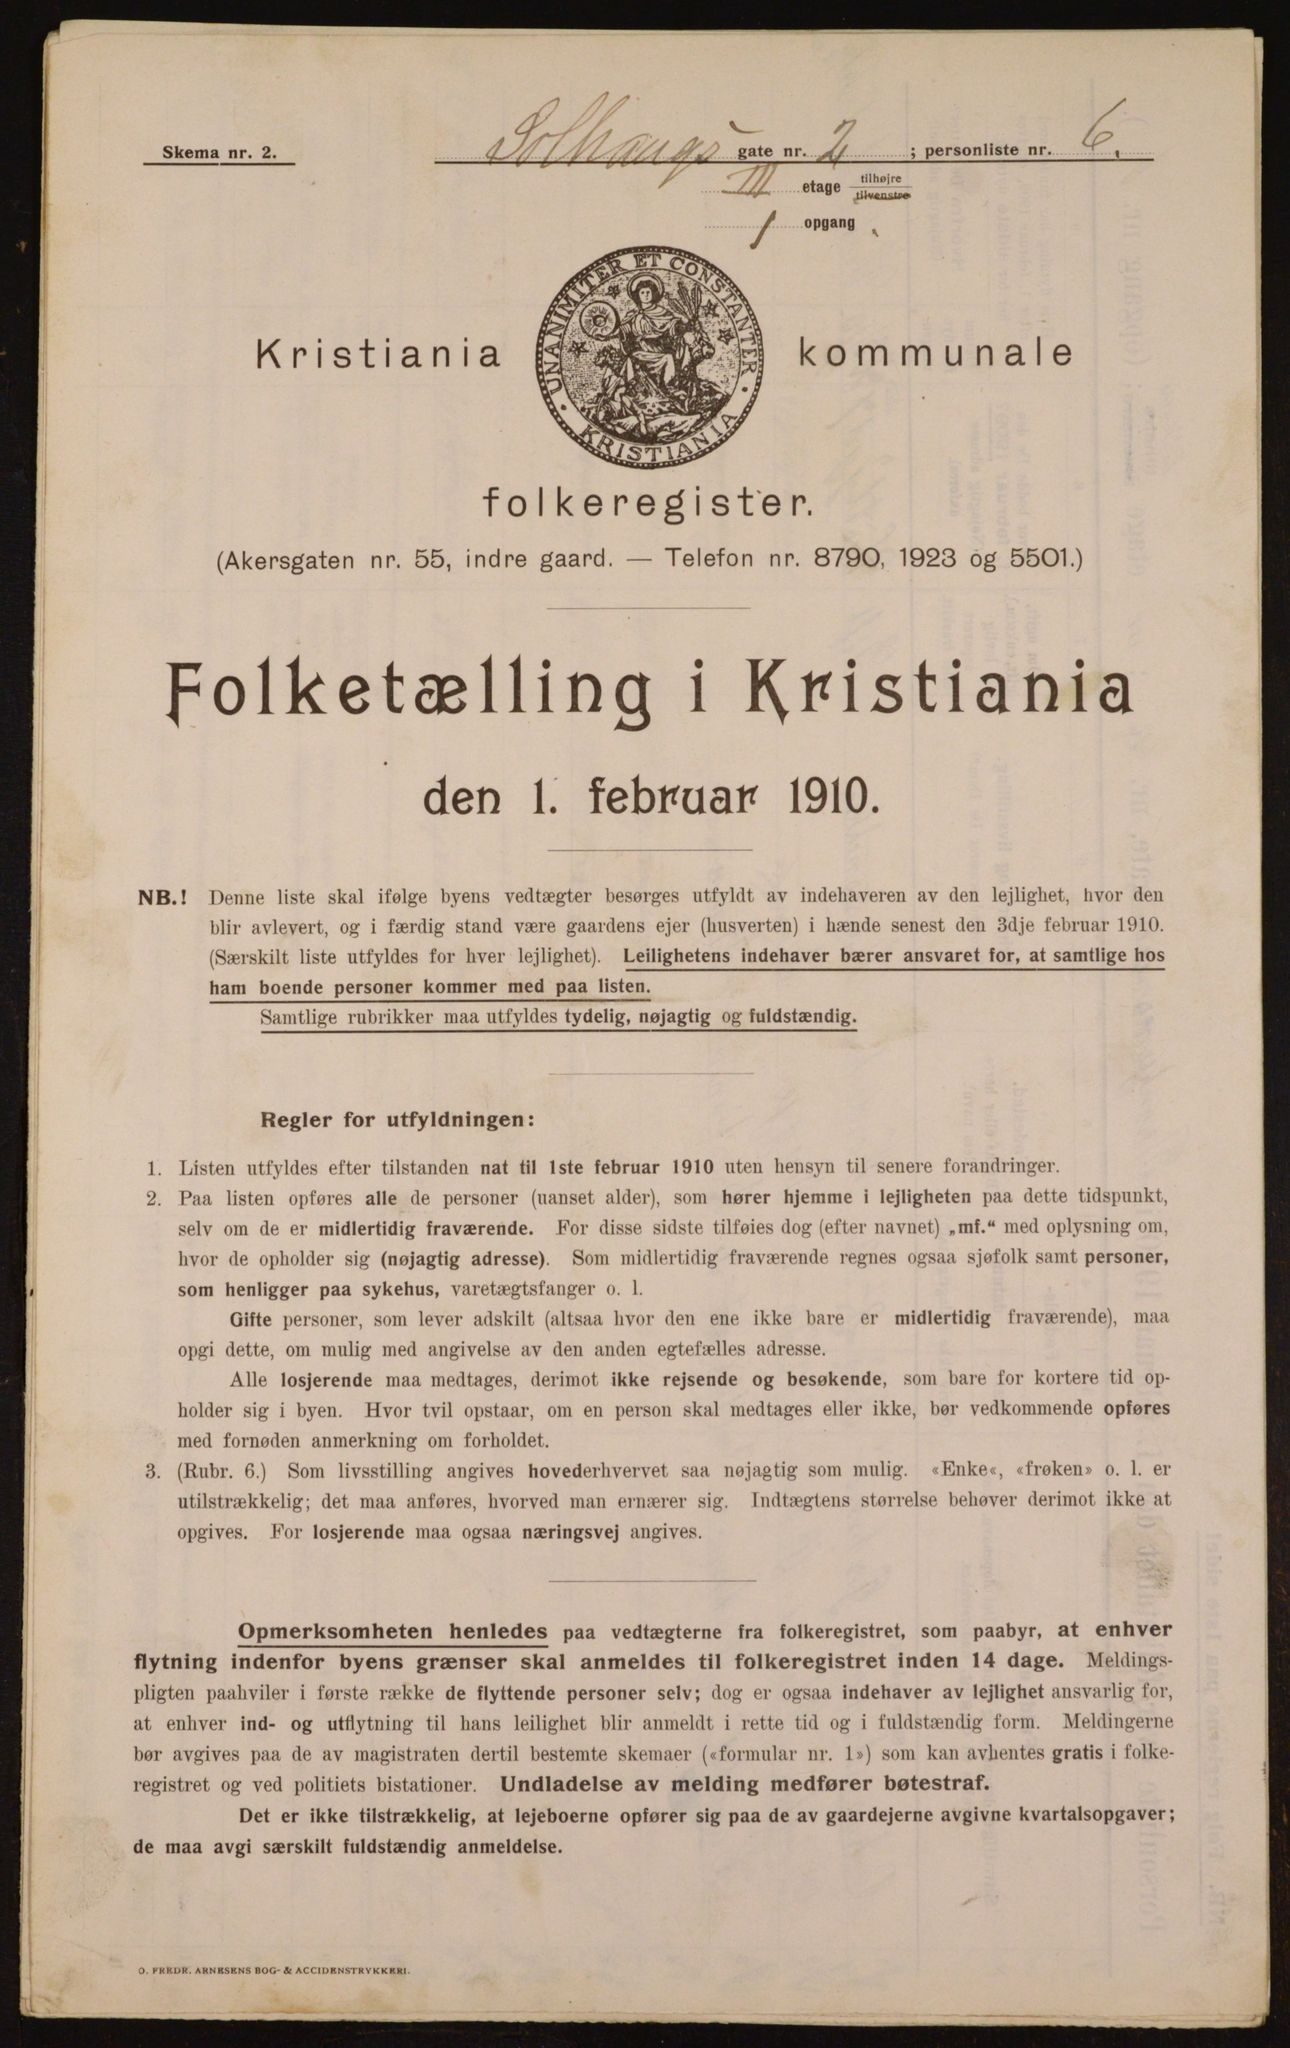 Skema nr. 2.
Solhaugs gate nr. 2 ; personliste nr. 6.
III etage tilhøjre
tilvenstre
1 opgang
UNANIMITER ET CONSTANTER
Kristiania kommunale
KRISTIANIA
folkeregister.
(Akersgaten nr. 55, indre gaard. — Telefon nr. 8790, 1923 og 5501.)
Folketælling i Kristiania
den 1. februar 1910.
NB.! Denne liste skal ifølge byens vedtægter besørges utfyldt av indehaveren av den lejlighet, hvor den
blir avlevert, og i færdig stand være gaardens ejer (husverten) i hænde senest den 3dje februar 1910.
(Særskilt liste utfyldes for hver lejlighet). Leilighetens indehaver bærer ansvaret for, at samtlige hos
ham boende personer kommer med paa listen.
Samtlige rubrikker maa utfyldes tydelig, nøjagtig og fuldstændig.
Regler for utfyldningen:
1. Listen utfyldes efter tilstanden nat til 1ste februar 1910 uten hensyn til senere forandringer.
2. Paa listen opføres alle de personer (uanset alder), som hører hjemme i lejligheten paa dette tidspunkt,
selv om de er midlertidig fraværende. For disse sidste tilføies dog (efter navnet) „mf.“ med oplysning om,
hvor de opholder sig (nøjagtig adresse). Som midlertidig fraværende regnes ogsaa sjøfolk samt personer,
som henligger paa sykehus, varetægtsfanger o. l.
Gifte personer, som lever adskilt (altsaa hvor den ene ikke bare er midlertidig fraværende), maa
opgi dette, om mulig med angivelse av den anden egtefælles adresse.
Alle losjerende maa medtages, derimot ikke rejsende og besøkende, som bare for kortere tid op-
holder sig i byen. Hvor tvil opstaar, om en person skal medtages eller ikke, bør vedkommende opføres
med fornøden anmerkning om forholdet.
3. (Rubr. 6.) Som livsstilling angives hovederhvervet saa nøjagtig som mulig. «Enke«, «frøken» o. l. er
utilstrækkelig; det maa anføres, hvorved man ernærer sig. Indtægtens størrelse behøver derimot ikke at
opgives. For losjerende maa ogsaa næringsvej angives.
Opmerksomheten henledes paa vedtægterne fra folkeregistret, som paabyr, at enhver
flytning indenfor byens grænser skal anmeldes til folkeregistret inden 14 dage. Meldings-
pligten paahviler i første række de flyttende personer selv; dog er ogsaa indehaver av lejlighet ansvarlig for,
at enhver ind- og utflytning til hans leilighet blir anmeldt i rette tid og i fuldstændig form. Meldingerne
bør avgives paa de av magistraten dertil bestemte skemaer («formular nr. 1») som kan avhentes gratis i folke-
registret og ved politiets bistationer. Undladelse av melding medfører bøtestraf.
Det er ikke tilstrækkelig, at lejeboerne opfører sig paa de av gaardejerne avgivne kvartalsopgaver;
de maa avgi særskilt fuldstændig anmeldelse.
O. FREDR. ARNESENS BOG- & ACCIDENSTRYKKERI.